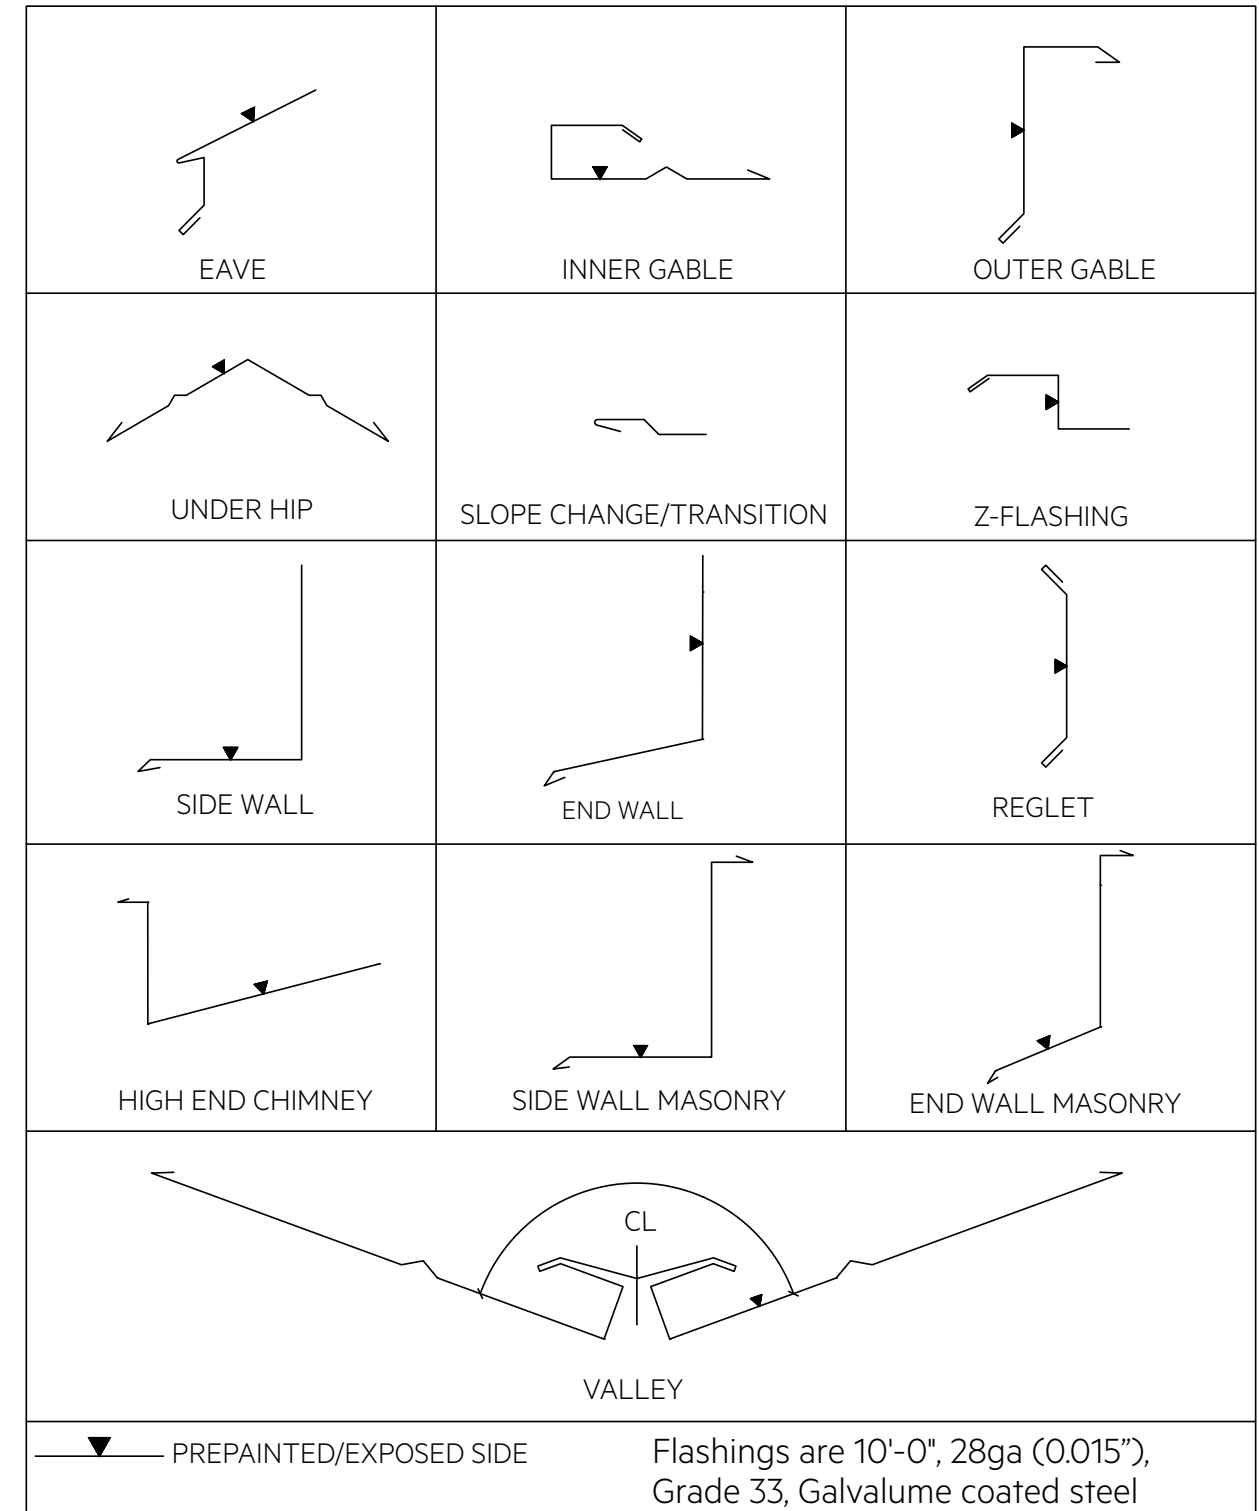 EAVE
INNER GABLE
OUTER GABLE
UNDER HIP
SLOPE CHANGE/TRANSITION
Z-FLASHING
SIDE WALL
END WALL
REGLET
HIGH END CHIMNEY
SIDE WALL MASONRY
END WALL MASONRY
CL
VALLEY
PREPAINTED/EXPOSED SIDE
Flashings are 10'-0", 28ga (0.015”),
Grade 33, Galvalume coated steel